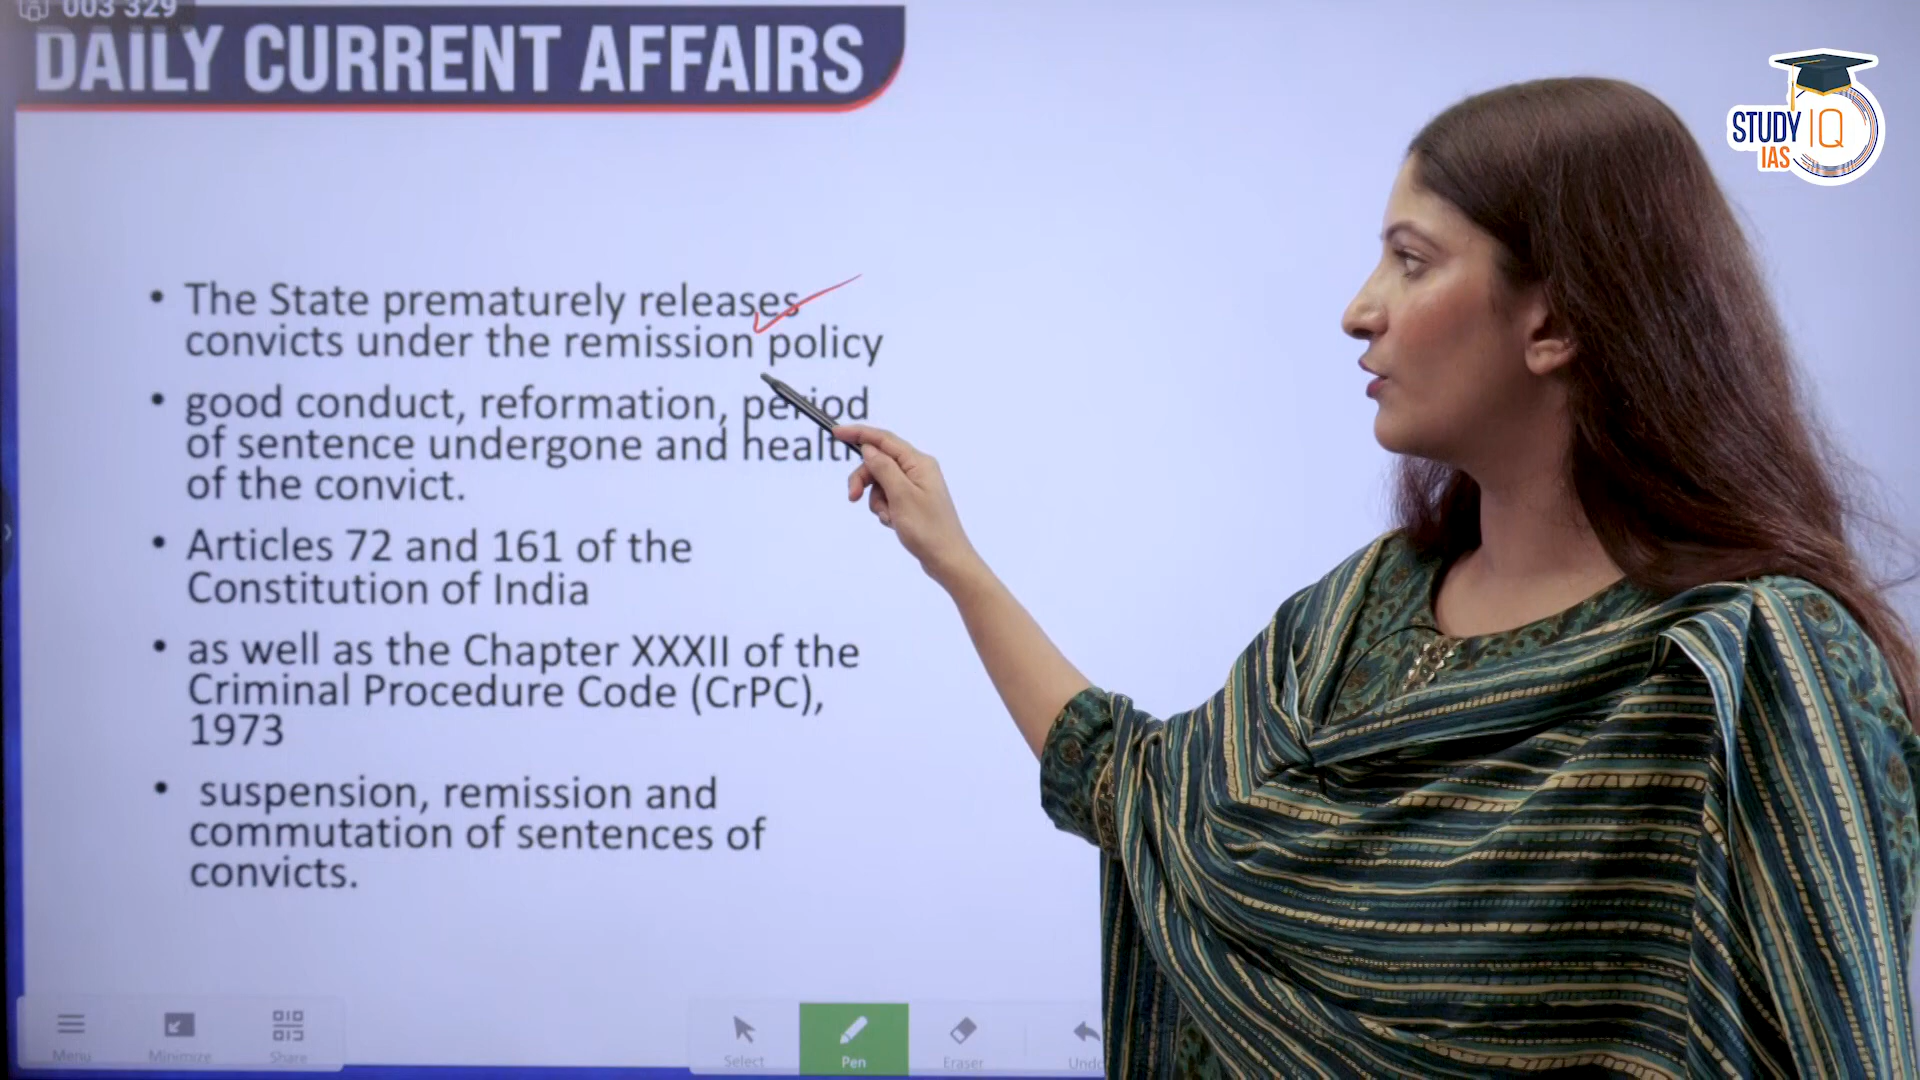 003 329
DAILY CURRENT AFFAIRS
STUDY IQ
IAS
• The State prematurely releases
convicts under the remission policy
• good conduct, reformation, period
of sentence undergone and health
of the convict.
• Articles 72 and 161 of the
Constitution of India
• as well as the Chapter XXXII of the
Criminal Procedure Code (CrPC),
1973
• suspension, remission and
commutation of sentences of
convicts.
Menu Minimize Share Select Pen Eraser Undo